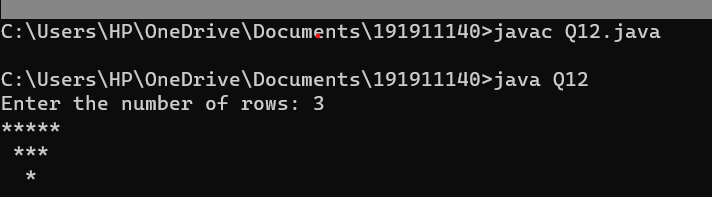 C:\Users\HP\OneDrive\Documents\191911140>javac Q12.java
C:\Users\HP\OneDrive\Documents\191911140>java Q12
Enter the number of rows: 3
*****
 ***
  *